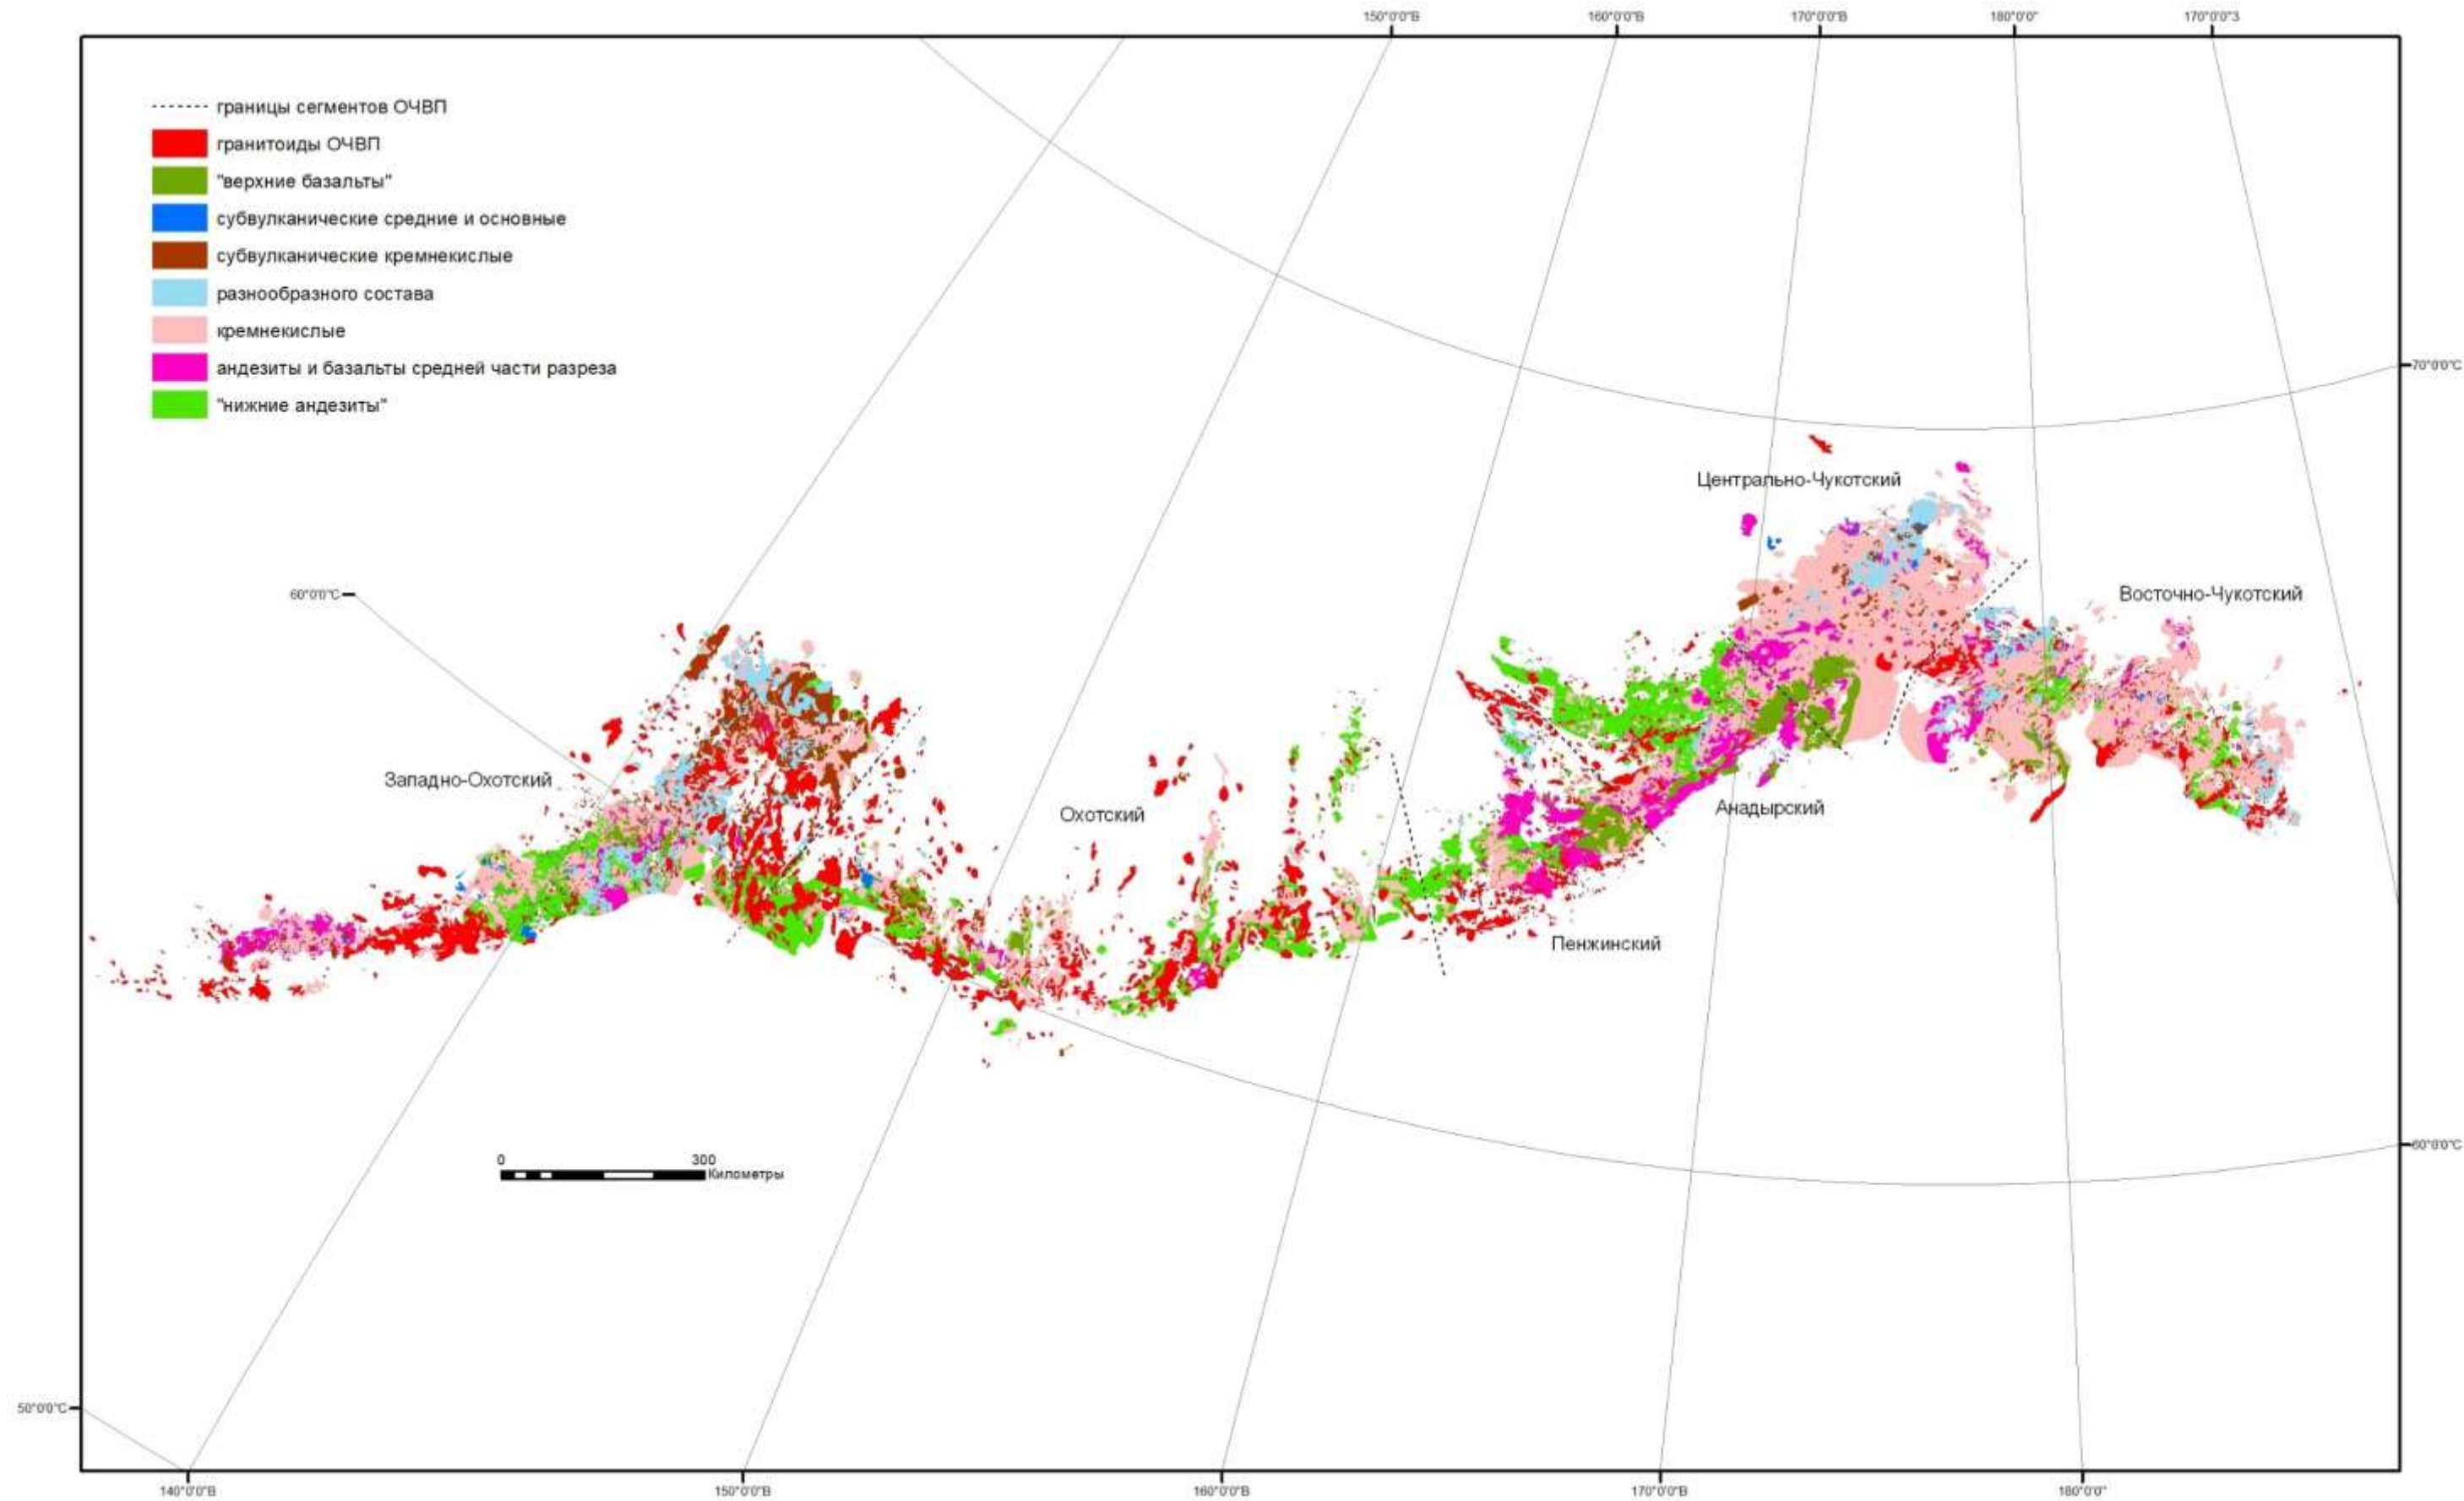 150°0'0"В 160°0'0"В 170°0'0"В 180°0'0" 170°0'0"З
границы сегментов ОЧВП
гранитоиды ОЧВП
"верхние базальты"
субвулканические средние и основные
субвулканические кремнекислые
разнообразного состава
кремнекислые
андезиты и базальты средней части разреза
"нижние андезиты"
70°0'0"С
Центрально-Чукотский
60°0'0"С
Восточно-Чукотский
Западно-Охотский
Охотский
Анадырский
Пенжинский
60°0'0"С
0 300
Километры
50°0'0"С
140°0'0"В 150°0'0"В 160°0'0"В 170°0'0"В 180°0'0"